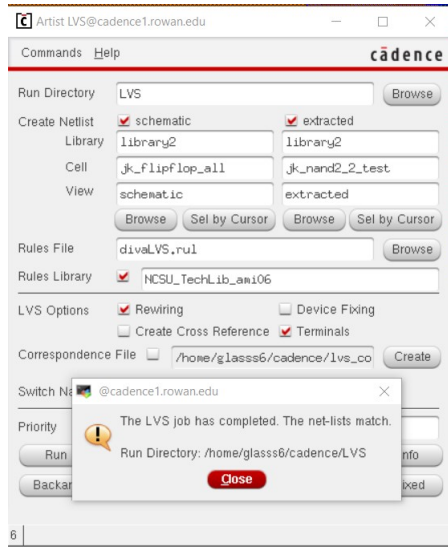 Artist LVS@cadence1.rowan.edu
Commands Help cādence
Run Directory LVS Browse
Create Netlist schematic extracted
Library library2 library2
Cell jk_flipflop_all jk_nand2_2_test
View schematic extracted
Browse Sel by Cursor Browse Sel by Cursor
Rules File divaLVS.rul Browse
Rules Library NCSU_TechLib_ami06
LVS Options Rewiring Device Fixing
Create Cross Reference Terminals
Correspondence File /home/glasss6/cadence/lvs_co Create
Switch Na
@cadence1.rowan.edu
The LVS job has completed. The net-lists match.
Run Directory: /home/glasss6/cadence/LVS
Close
Priority
Run nfo
Backan ixed
6